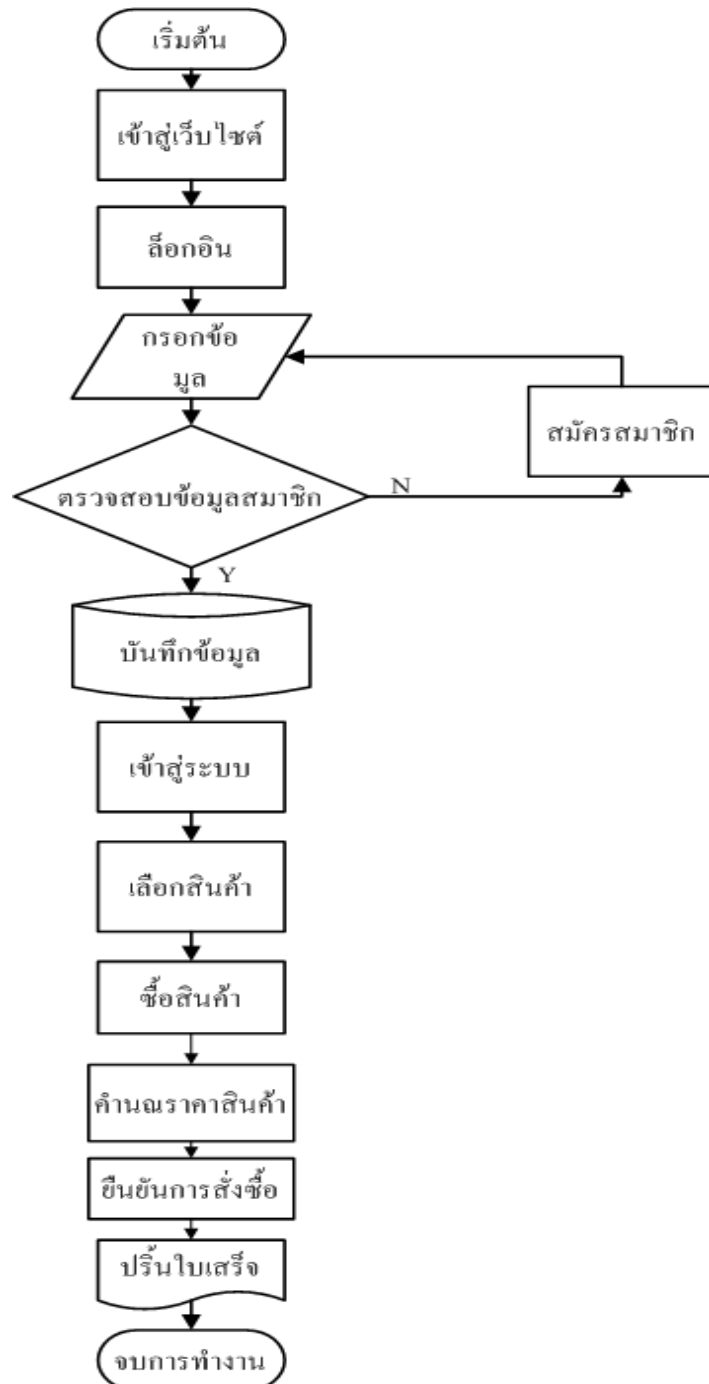 เริ่มต้น
เข้าสู่เว็บไซต์
ล็อกอิน
กรอกข้อ
มูล
สมัครสมาชิก
ตรวจสอบข้อมูลสมาชิก
N
Y
บันทึกข้อมูล
เข้าสู่ระบบ
เลือกสินค้า
ซื้อสินค้า
คำนณราคาสินค้า
ยืนยันการสั่งซื้อ
ปริ้นใบเสร็จ
จบการทำงาน